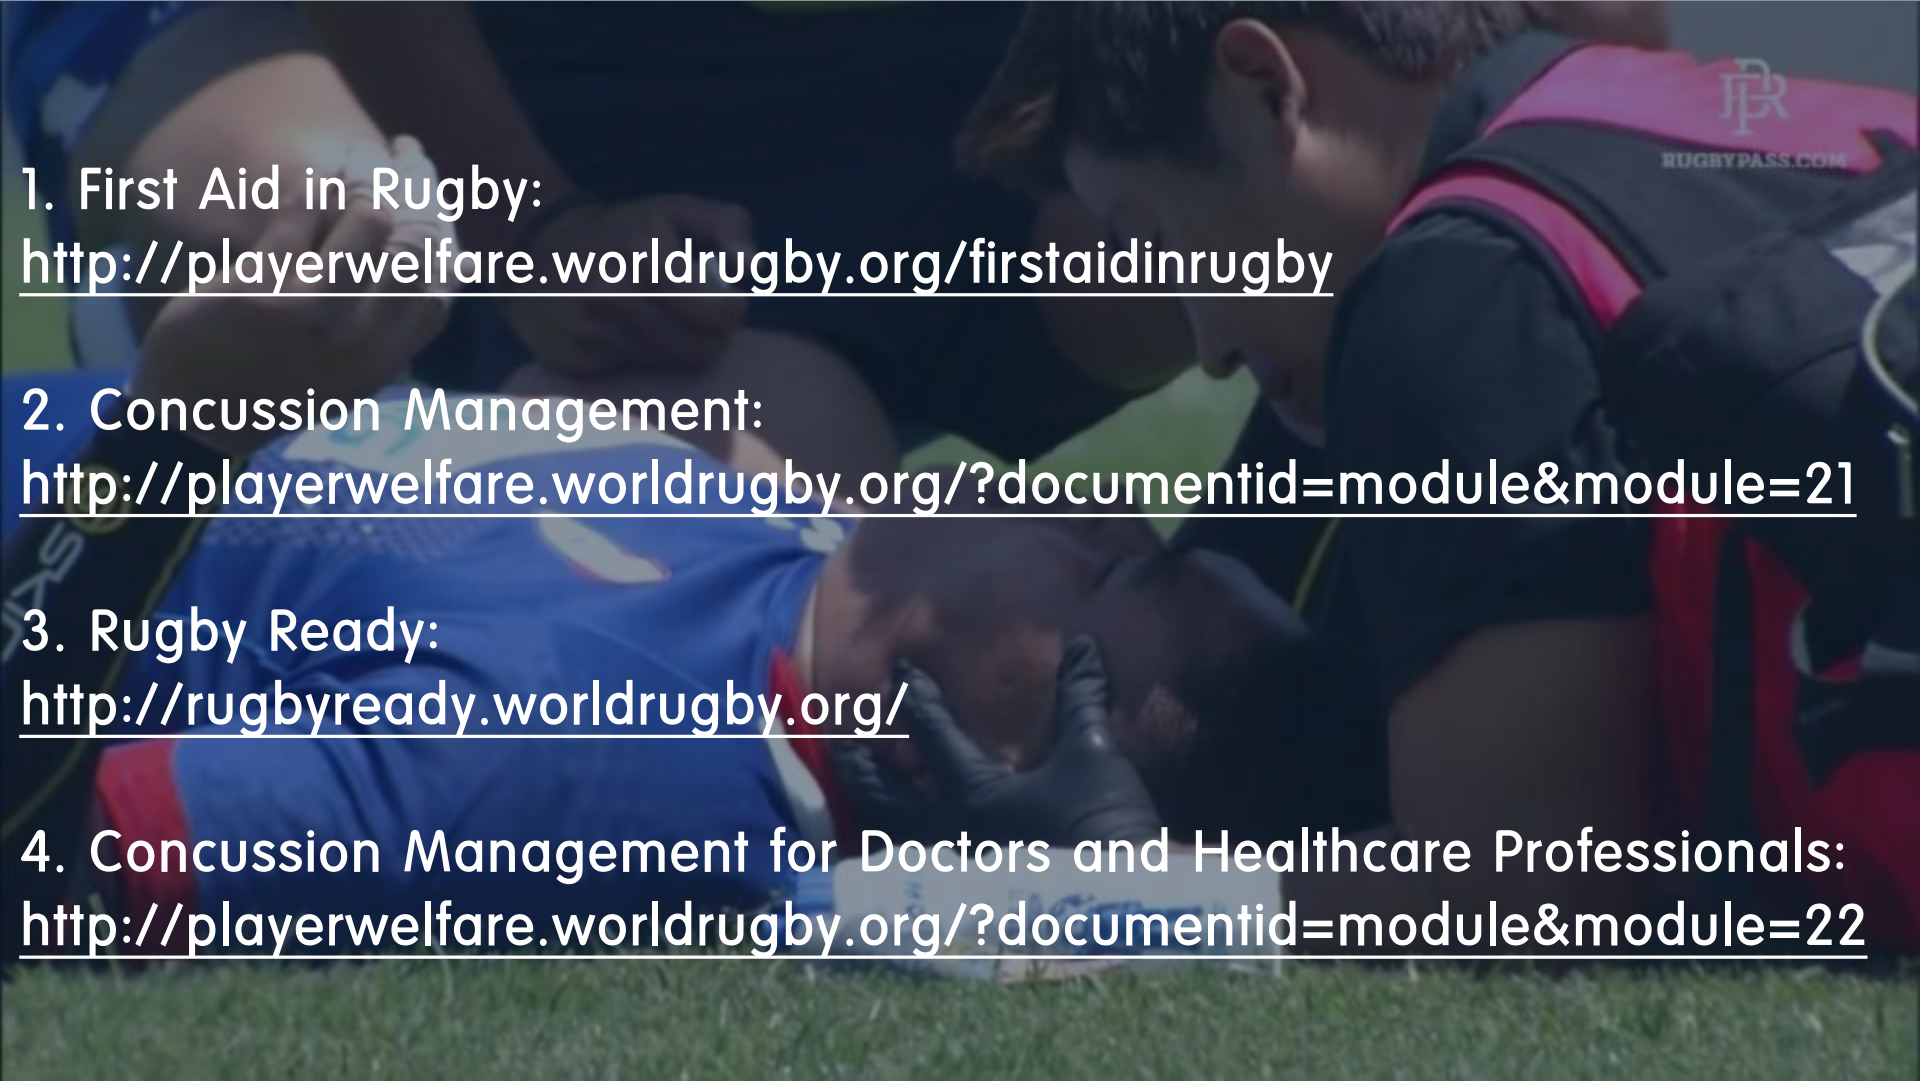 RUGBYPASS.COM
1. First Aid in Rugby:
http://playerwelfare.worldrugby.org/firstaidinrugby
2. Concussion Management:
http://playerwelfare.worldrugby.org/?documentid=module&module=21
3. Rugby Ready:
http://rugbyready.worldrugby.org/
4. Concussion Management for Doctors and Healthcare Professionals:
http://playerwelfare.worldrugby.org/?documentid=module&module=22